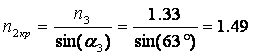 n₂кр = n₃ / sin(α₃) = 1.33 / sin(63°) = 1.49